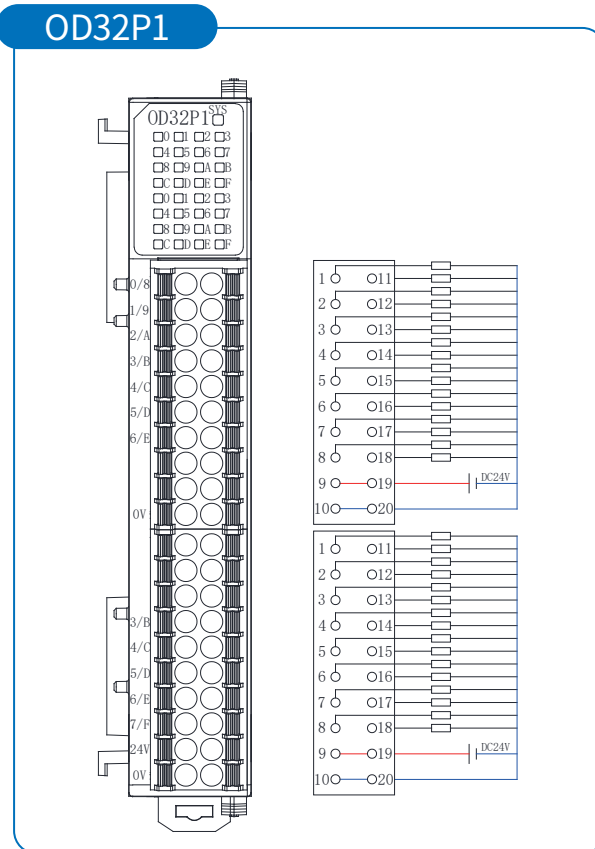 OD32P1
SYS
OD32P1
0 1 2 3
4 5 6 7
8 9 A B
C D E F
0 1 2 3
4 5 6 7
8 9 A B
C D E F
0/8
1/9
2/A
3/B
4/C
5/D
6/E
0V
3/B
4/C
5/D
6/E
7/F
24V
0V
1 11
2 12
3 13
4 14
5 15
6 16
7 17
8 18
9 19 DC24V
10 20
1 11
2 12
3 13
4 14
5 15
6 16
7 17
8 18
9 19 DC24V
10 20